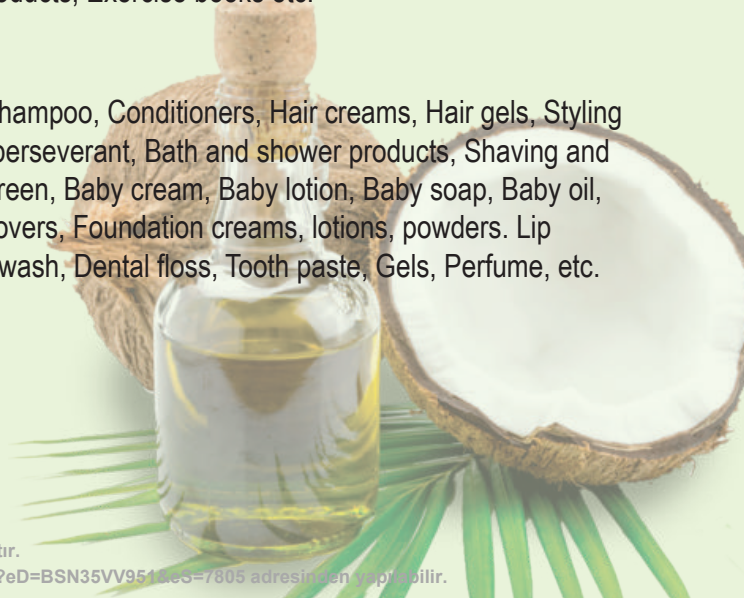 oducts, Exercise books etc.
hampoo, Conditioners, Hair creams, Hair gels, Styling
perseverant, Bath and shower products, Shaving and
reen, Baby cream, Baby lotion, Baby soap, Baby oil,
overs, Foundation creams, lotions, powders. Lip
wash, Dental floss, Tooth paste, Gels, Perfume, etc.
tır.
?eD=BSN35VV951&eS=7805 adresinden yapılabilir.